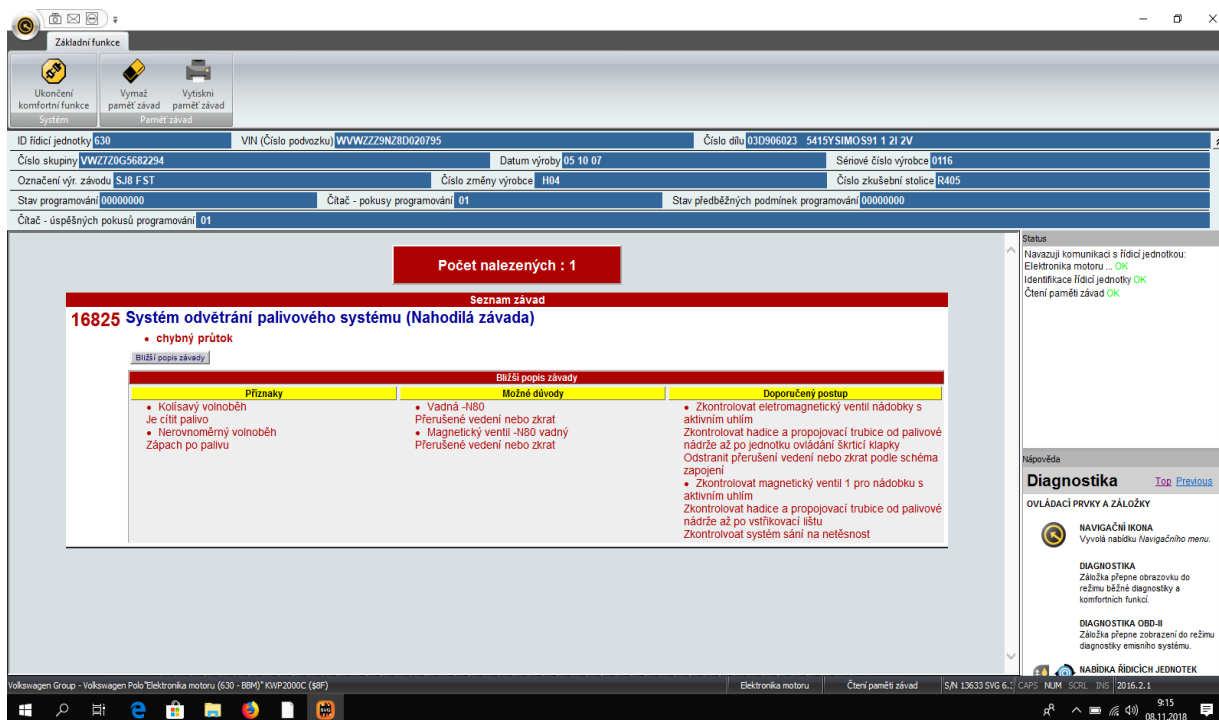 Základní funkce
Ukončení
komfortní funkce
Vymaž
paměť závad
Vytiskni
paměť závad
Systém
Paměť závad
ID řídicí jednotky 630 VIN (Číslo podvozku) WVWZZZ9NZ8D020795 Číslo dílu 03D906023 5415YSIMOS91 1 2l 2V
Číslo skupiny VWZ7Z0G5682294 Datum výroby 05 10 07 Sériové číslo výrobce 0116
Označení výr. závodu SJ8 FST Číslo změny výrobce H04 Číslo zkušební stolice R405
Stav programování 00000000 Čítač - pokusy programování 01 Stav předběžných podmínek programování 00000000
Čítač - úspěšných pokusů programování 01
Počet nalezených : 1
Seznam závad
16825 Systém odvětrání palivového systému (Nahodilá závada)
• chybný průtok
Bližší popis závady
Bližší popis závady
Příznaky
• Kolísavý volnoběh
Je cítit palivo
• Nerovnoměrný volnoběh
Zápach po palivu
Možné důvody
• Vadná -N80
Přerušené vedení nebo zkrat
• Magnetický ventil -N80 vadný
Přerušené vedení nebo zkrat
Doporučený postup
• Zkontrolovat eletromagnetický ventil nádobky s
aktivním uhlím
Zkontrolovat hadice a propojovací trubice od palivové
nádrže až po jednotku ovládání škrticí klapky
Odstranit přerušení vedení nebo zkrat podle schéma
zapojení
• Zkontrolovat magnetický ventil 1 pro nádobku s
aktivním uhlím
Zkontrolovat hadice a propojovací trubice od palivové
nádrže až po vstřikovací lištu
Zkontrolvoat systém sání na netěsnost
Status
Navazuji komunikaci s řídicí jednotkou:
Elektronika motoru ... OK
Identifikace řídicí jednotky OK
Čtení paměti závad OK
Nápověda
Diagnostika Top Previous
OVLÁDACÍ PRVKY A ZÁLOŽKY
NAVIGAČNÍ IKONA
Vyvolá nabídku Navigačního menu.
DIAGNOSTIKA
Záložka přepne obrazovku do
režimu běžné diagnostiky a
komfortních funkcí.
DIAGNOSTIKA OBD-II
Záložka přepne zobrazení do režimu
diagnostiky emisního systému.
NABÍDKA ŘIDICÍCH JEDNOTEK
Volkswagen Group - Volkswagen Polo"Elektronika motoru (630 - BBM)" KWP2000C ($8F) Elektronika motoru Čtení paměti závad S/N 13633 SVG 6. CAPS NUM SCRL INS 2016.2.1
SVG
9:15
08.11.2018